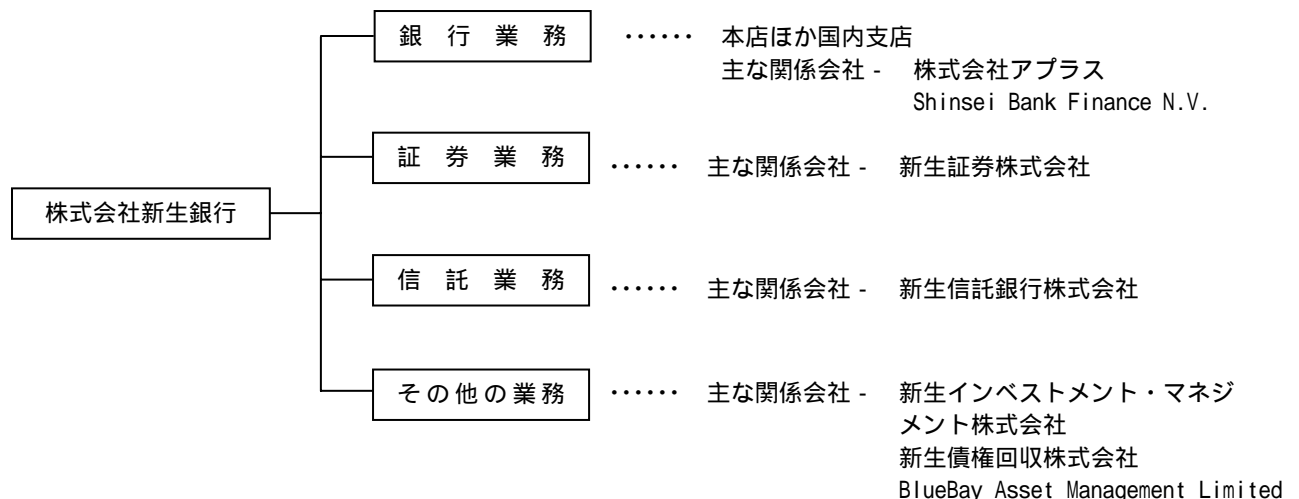 銀行業務 ‥‥‥ 本店ほか国内支店
主な関係会社 - 株式会社アプラス
Shinsei Bank Finance N.V.
証券業務 ‥‥‥ 主な関係会社 - 新生証券株式会社
株式会社新生銀行
信託業務 ‥‥‥ 主な関係会社 - 新生信託銀行株式会社
その他の業務 ‥‥‥ 主な関係会社 - 新生インベストメント・マネジ
メント株式会社
新生債権回収株式会社
BlueBay Asset Management Limited